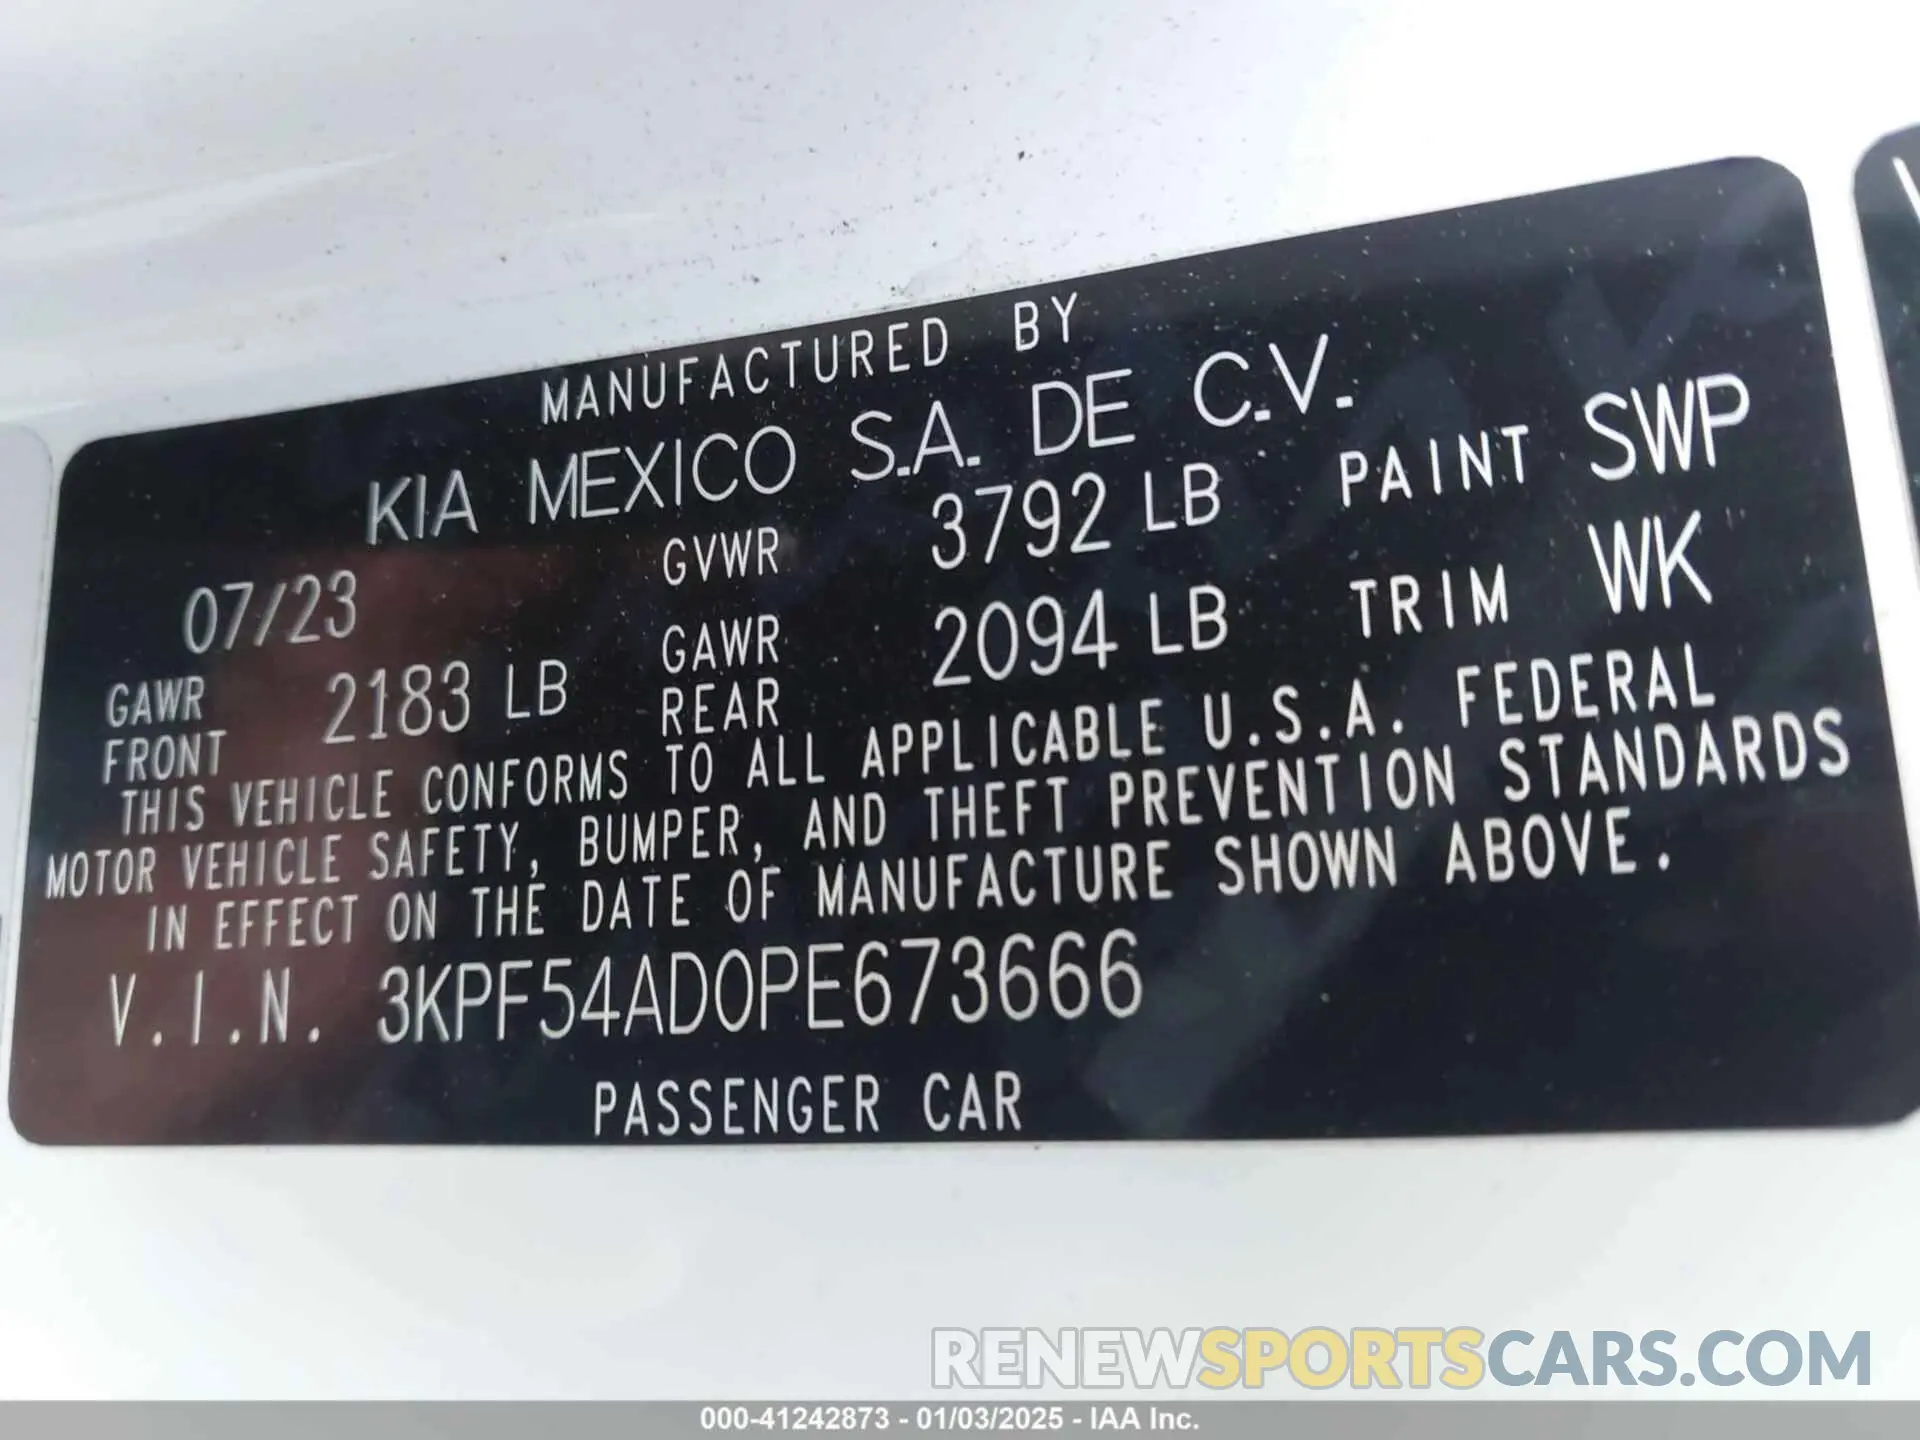 MANUFACTURED BY
KIA MEXICO S.A. DE C.V.
07/23 GVWR 3792 LB PAINT SWP
GAWR FRONT 2183 LB GAWR REAR 2094 LB TRIM WK
THIS VEHICLE CONFORMS TO ALL APPLICABLE U.S.A. FEDERAL
MOTOR VEHICLE SAFETY, BUMPER, AND THEFT PREVENTION STANDARDS
IN EFFECT ON THE DATE OF MANUFACTURE SHOWN ABOVE.
V.I.N. 3KPF54AD0PE673666
PASSENGER CAR
RENEWSPORTSCARS.COM
000-41242873 - 01/03/2025 - IAA Inc.